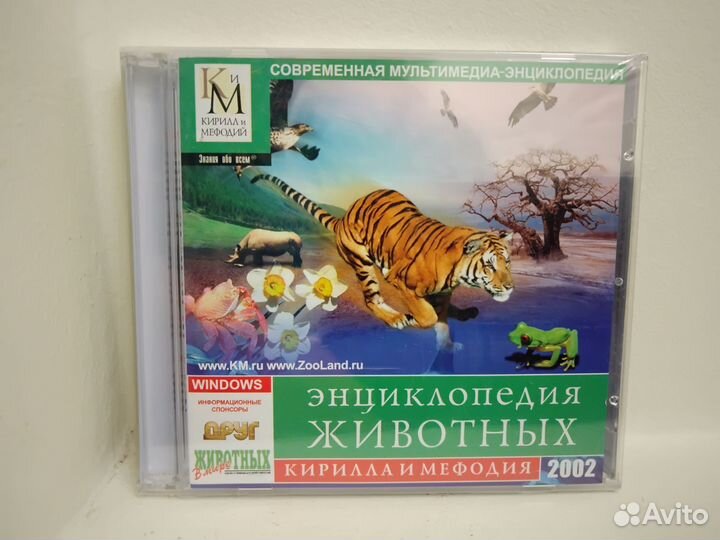 К и М
КИРИЛЛ и
МЕФОДИЙ
Знания обо всем®
СОВРЕМЕННАЯ МУЛЬТИМЕДИА-ЭНЦИКЛОПЕДИЯ
www.KM.ru www.ZooLand.ru
WINDOWS
ИНФОРМАЦИОННЫЕ
СПОНСОРЫ
ДРУГ
В мире
ЖИВОТНЫХ
ЭНЦИКЛОПЕДИЯ
ЖИВОТНЫХ
КИРИЛЛА И МЕФОДИЯ
2002
Avito